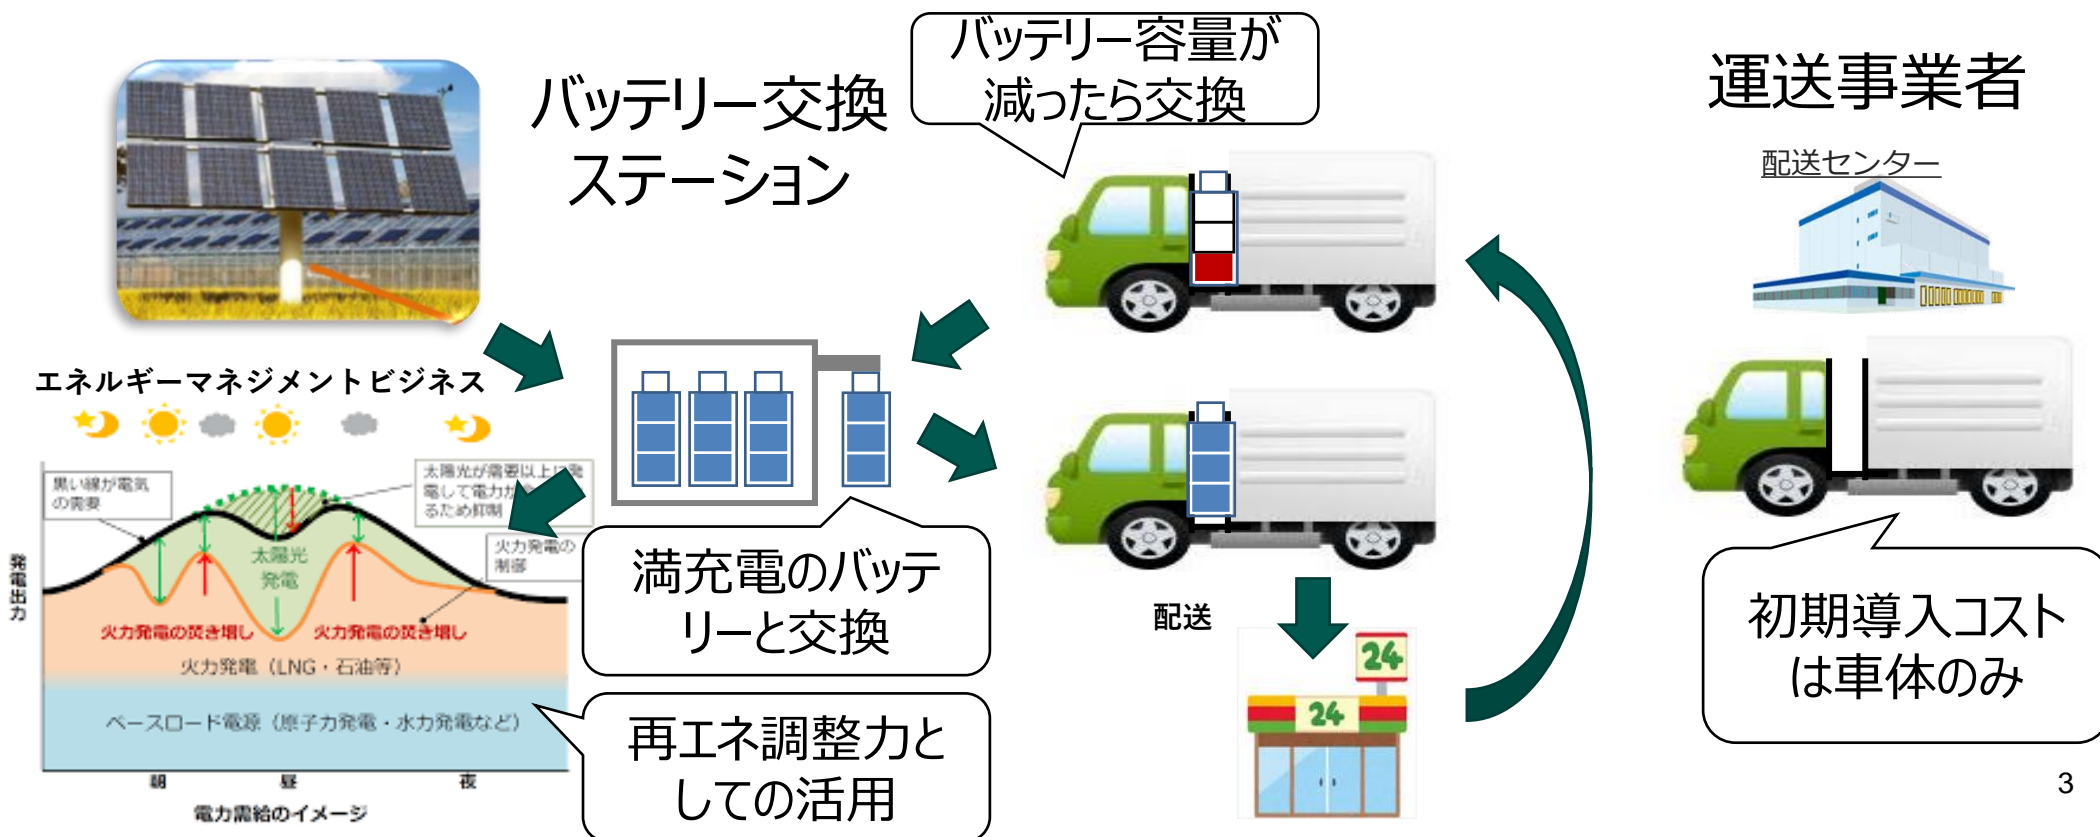 バッテリー交換
ステーション
バッテリー容量が
減ったら交換
運送事業者
配送センター
エネルギーマネジメントビジネス
黒い線が電気
の需要
太陽光が需要以上に発
電して電力が
るため抑制
火力発電の
制御
太陽光
発電
発電出力
火力発電の焚き増し
火力発電の焚き増し
火力発電（LNG・石油等）
ベースロード電源（原子力発電・水力発電など）
朝
昼
夜
電力需給のイメージ
満充電のバッテ
リーと交換
再エネ調整力と
しての活用
配送
24
24
初期導入コスト
は車体のみ
3